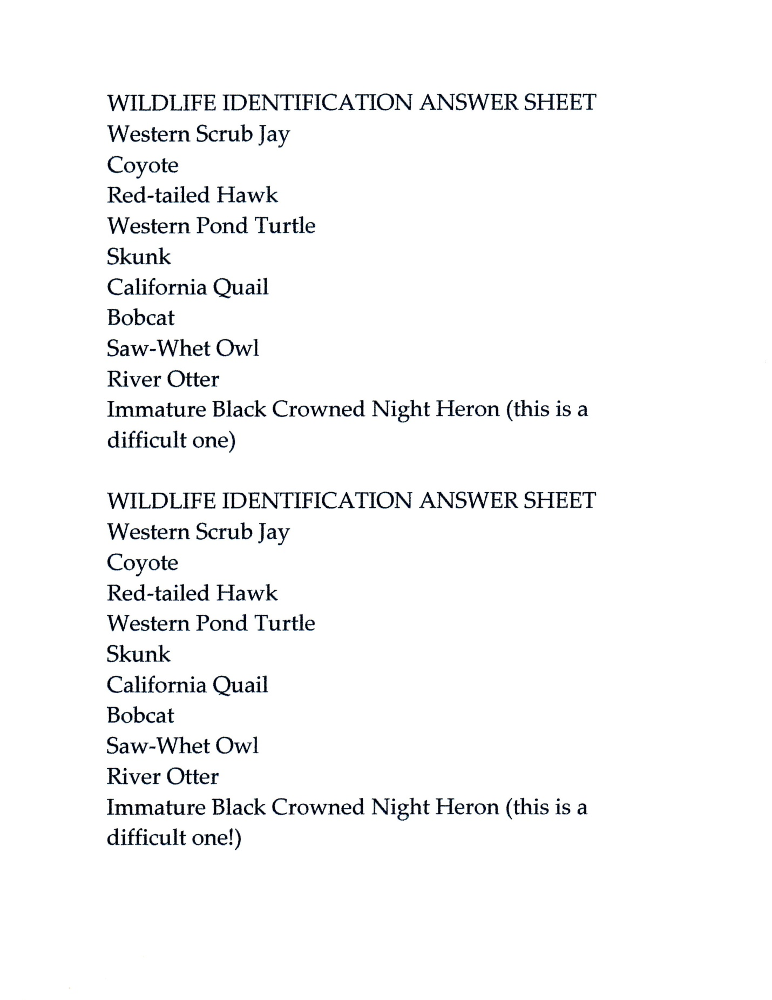 WILDLIFE IDENTIFICATION ANSWER SHEET
Western Scrub Jay
Coyote
Red-tailed Hawk
Western Pond Turtle
Skunk
California Quail
Bobcat
Saw-Whet Owl
River Otter
Immature Black Crowned Night Heron (this is a
difficult one)
WILDLIFE IDENTIFICATION ANSWER SHEET
Western Scrub Jay
Coyote
Red-tailed Hawk
Western Pond Turtle
Skunk
California Quail
Bobcat
Saw-Whet Owl
River Otter
Immature Black Crowned Night Heron (this is a
difficult one!)